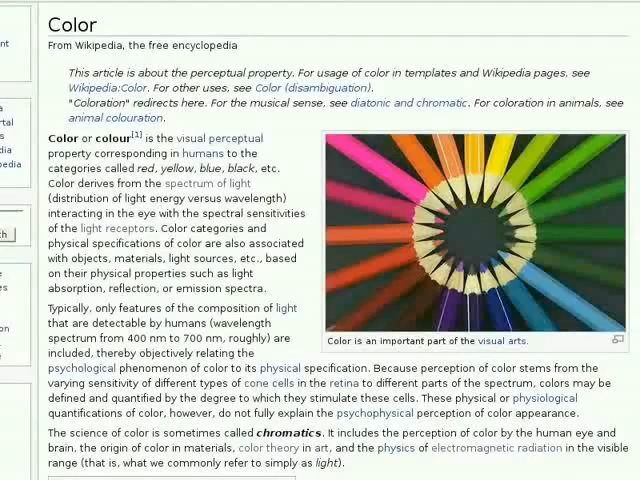 Color
From Wikipedia, the free encyclopedia
This article is about the perceptual property. For usage of color in templates and Wikipedia pages, see
Wikipedia:Color. For other uses, see Color (disambiguation).
"Coloration" redirects here. For the musical sense, see diatonic and chromatic. For coloration in animals, see
animal colouration.
Color or colour[1] is the visual perceptual
property corresponding in humans to the
categories called red, yellow, blue, black, etc.
Color derives from the spectrum of light
(distribution of light energy versus wavelength)
interacting in the eye with the spectral sensitivities
of the light receptors. Color categories and
physical specifications of color are also associated
with objects, materials, light sources, etc., based
on their physical properties such as light
absorption, reflection, or emission spectra.
Color is an important part of the visual arts.
Typically, only features of the composition of light
that are detectable by humans (wavelength
spectrum from 400 nm to 700 nm, roughly) are
included, thereby objectively relating the
psychological phenomenon of color to its physical specification. Because perception of color stems from the
varying sensitivity of different types of cone cells in the retina to different parts of the spectrum, colors may be
defined and quantified by the degree to which they stimulate these cells. These physical or physiological
quantifications of color, however, do not fully explain the psychophysical perception of color appearance.
The science of color is sometimes called chromatics. It includes the perception of color by the human eye and
brain, the origin of color in materials, color theory in art, and the physics of electromagnetic radiation in the visible
range (that is, what we commonly refer to simply as light).